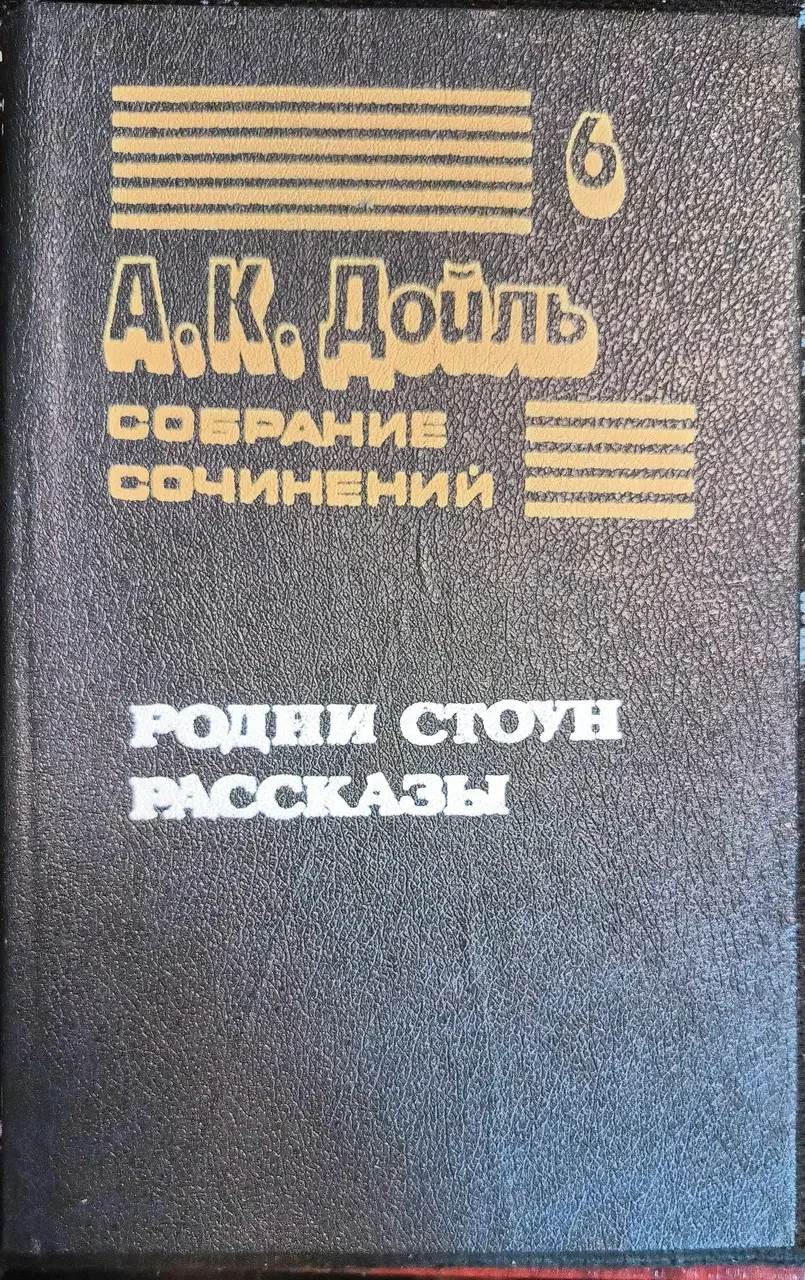 6
А.К. Дойль
СОБРАНИЕ
СОЧИНЕНИЙ
РОДНИ СТОУН
РАССКАЗЫ